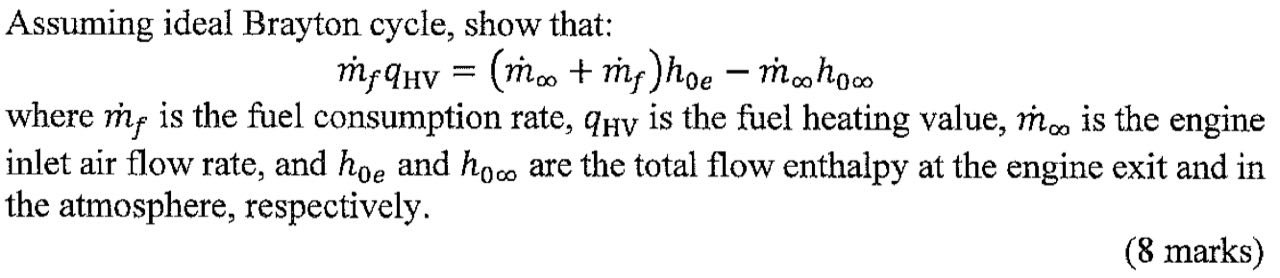 Assuming ideal Brayton cycle, show that:
ṁ_f q_HV = (ṁ_∞ + ṁ_f)h_0e − ṁ_∞h_0∞
where ṁ_f is the fuel consumption rate, q_HV is the fuel heating value, ṁ_∞ is the engine
inlet air flow rate, and h_0e and h_0∞ are the total flow enthalpy at the engine exit and in
the atmosphere, respectively.
(8 marks)